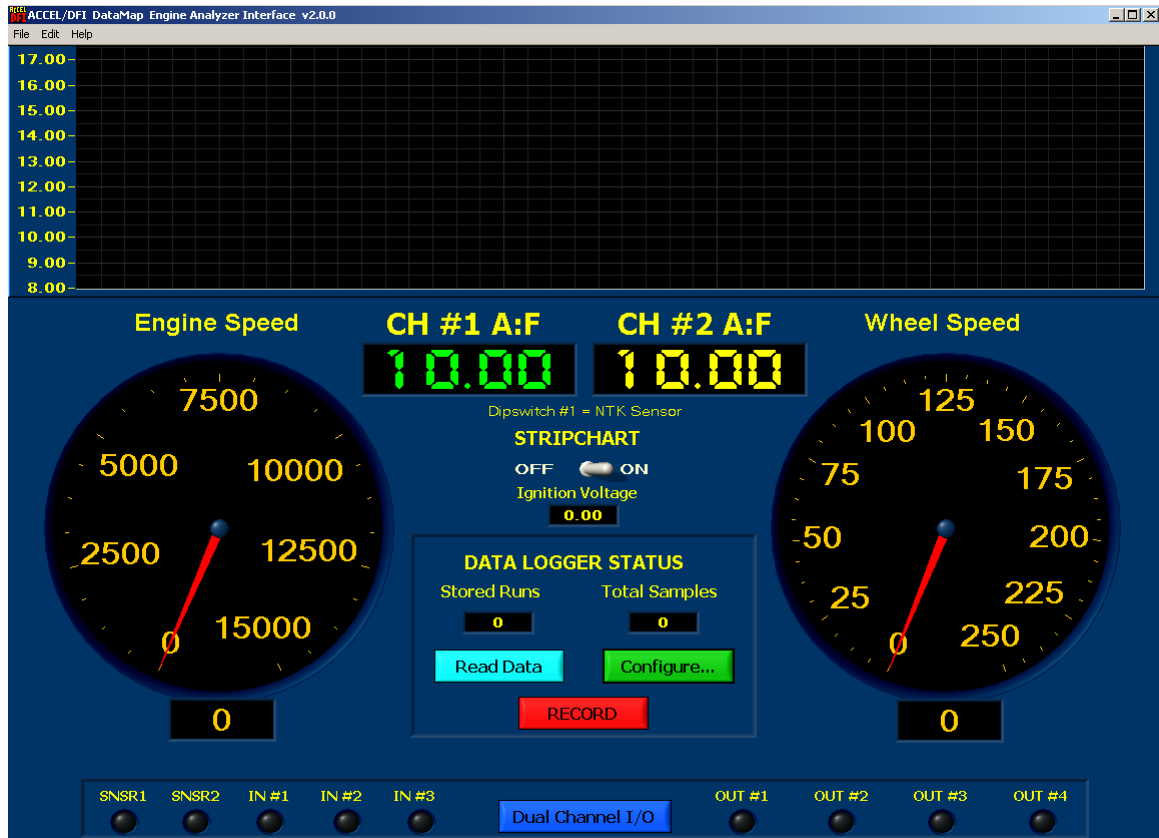 ACCEL DFI ACCEL/DFI DataMap Engine Analyzer Interface v2.0.0
File Edit Help
17.00
16.00
15.00
14.00
13.00
12.00
11.00
10.00
9.00
8.00
Engine Speed
CH #1 A:F
CH #2 A:F
Wheel Speed
10.00
10.00
Dipswitch #1 = NTK Sensor
STRIPCHART
OFF ON
Ignition Voltage
0.00
0
2500
5000
7500
10000
12500
15000
0
DATA LOGGER STATUS
Stored Runs
Total Samples
0
0
Read Data
Configure...
RECORD
0
25
50
75
100
125
150
175
200
225
250
0
SNSR1 SNSR2 IN #1 IN #2 IN #3
Dual Channel I/O
OUT #1 OUT #2 OUT #3 OUT #4